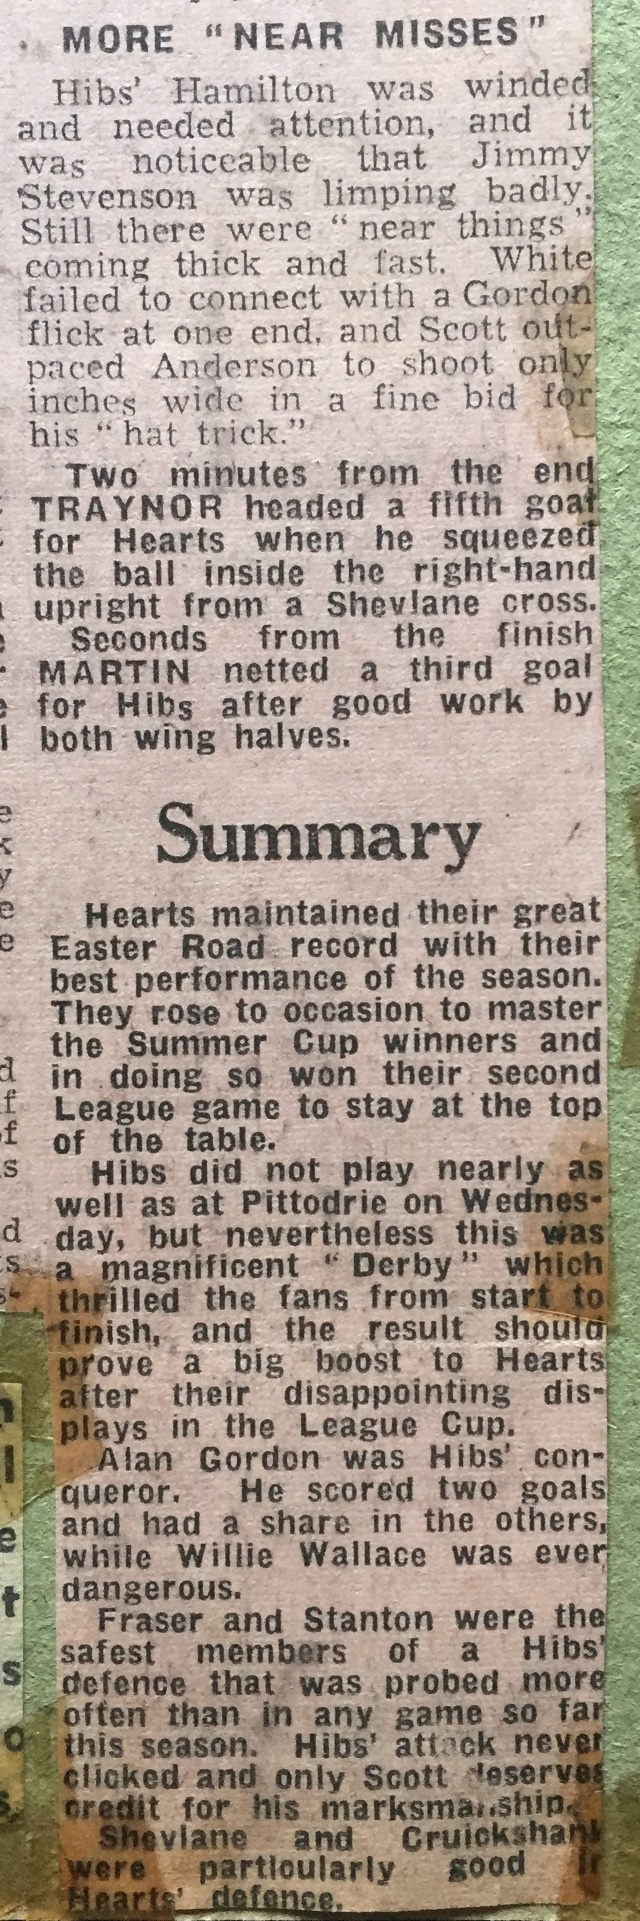 MORE “NEAR MISSES”
Hibs’ Hamilton was winded
and needed attention, and it
was noticeable that Jimmy
Stevenson was limping badly.
Still there were “near things”
coming thick and fast. White
failed to connect with a Gordon
flick at one end, and Scott out-
paced Anderson to shoot only
inches wide in a fine bid for
his “hat trick.”
Two minutes from the end
TRAYNOR headed a fifth goal
for Hearts when he squeezed
the ball inside the right-hand
upright from a Shevlane cross.
Seconds from the finish
MARTIN netted a third goal
for Hibs after good work by
both wing halves.
Summary
Hearts maintained their great
Easter Road record with their
best performance of the season.
They rose to occasion to master
the Summer Cup winners and
in doing so won their second
League game to stay at the top
of the table.
Hibs did not play nearly as
well as at Pittodrie on Wednes-
day, but nevertheless this was
a magnificent “Derby” which
thrilled the fans from start to
finish, and the result should
prove a big boost to Hearts
after their disappointing dis-
plays in the League Cup.
Alan Gordon was Hibs’ con-
queror. He scored two goals
and had a share in the others,
while Willie Wallace was ever
dangerous.
Fraser and Stanton were the
safest members of a Hibs’
defence that was probed more
often than in any game so far
this season. Hibs’ attack never
clicked and only Scott deserves
credit for his marksmanship.
Shevlane and Cruickshank
were particularly good in
Hearts’ defence.